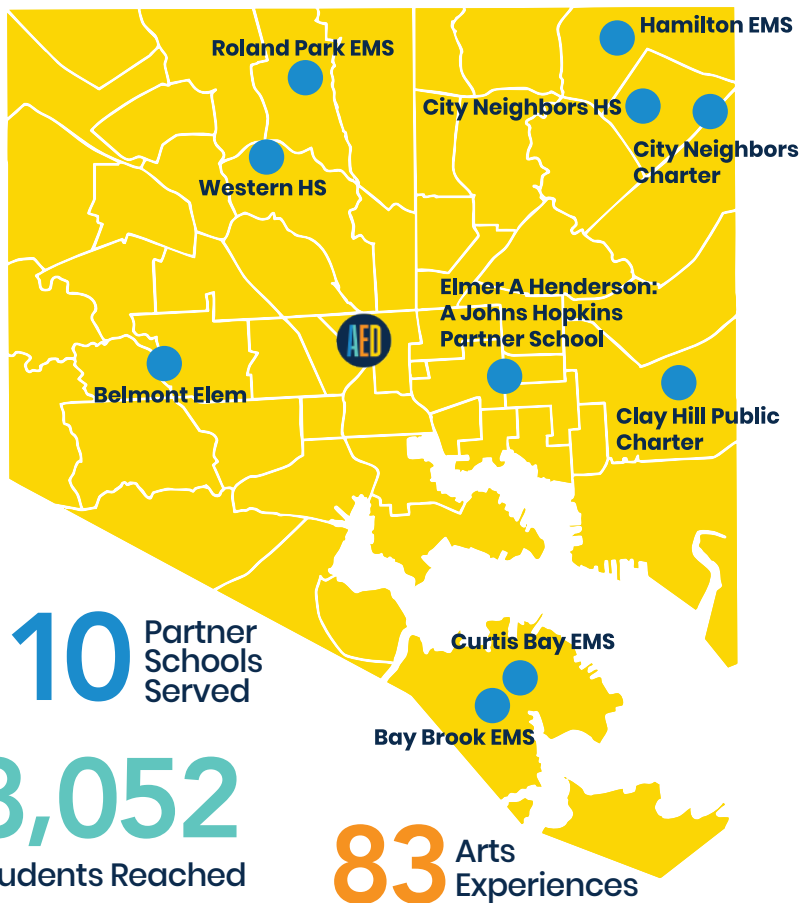 Hamilton EMS
Roland Park EMS
City Neighbors HS
City Neighbors
Charter
Western HS
Elmer A Henderson:
A Johns Hopkins
Partner School
AED
Belmont Elem
Clay Hill Public
Charter
10 Partner
Schools
Served
Curtis Bay EMS
Bay Brook EMS
3,052
udents Reached
83 Arts
Experiences